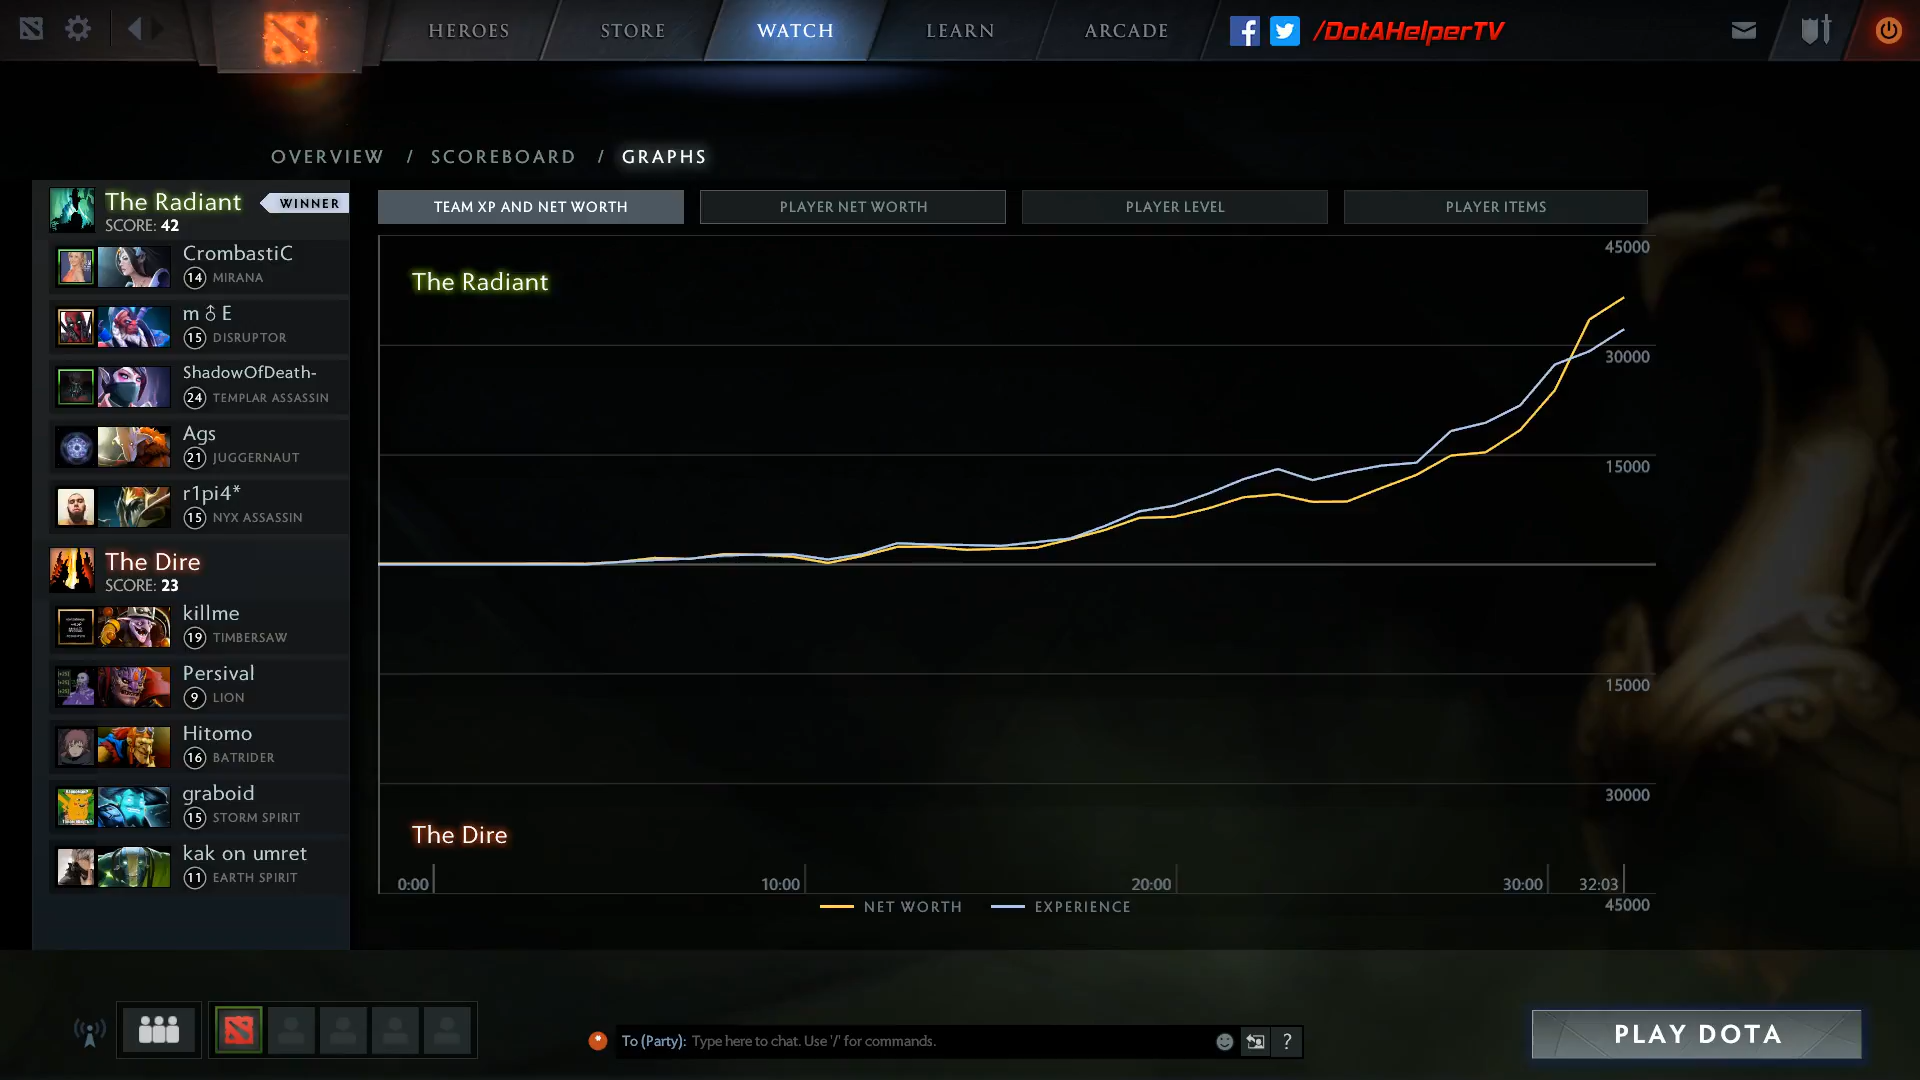 HEROES
STORE
WATCH
LEARN
ARCADE
/DotAHelperTV
OVERVIEW / SCOREBOARD / GRAPHS
The Radiant
WINNER
SCORE: 42
CrombastiC
14 MIRANA
m♂E
15 DISRUPTOR
ShadowOfDeath-
24 TEMPLAR ASSASSIN
Ags
21 JUGGERNAUT
r1pi4*
15 NYX ASSASSIN
The Dire
SCORE: 23
killme
19 TIMBERSAW
Persival
9 LION
Hitomo
16 BATRIDER
graboid
15 STORM SPIRIT
kak on umret
11 EARTH SPIRIT
TEAM XP AND NET WORTH
PLAYER NET WORTH
PLAYER LEVEL
PLAYER ITEMS
45000
The Radiant
30000
15000
15000
30000
The Dire
0:00
10:00
20:00
30:00
32:03
NET WORTH
EXPERIENCE
45000
To (Party): Type here to chat. Use '/' for commands.
?
PLAY DOTA